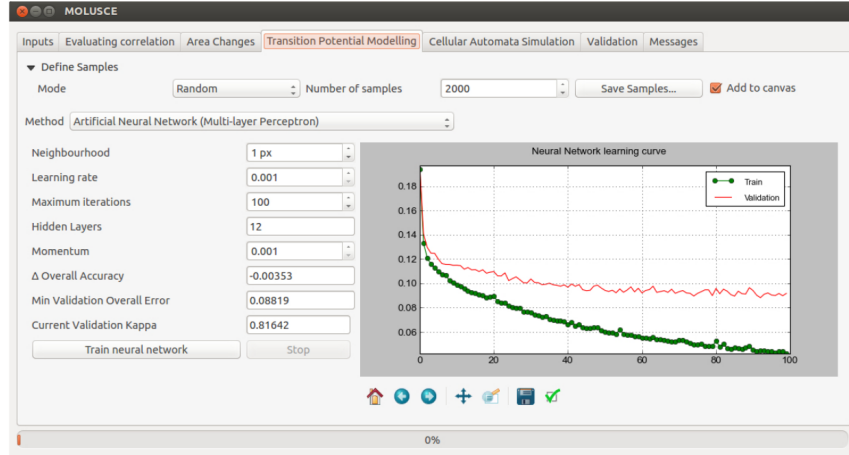 MOLUSCE
Inputs Evaluating correlation Area Changes Transition Potential Modelling Cellular Automata Simulation Validation Messages
Define Samples
Mode Random Number of samples 2000 Save Samples... Add to canvas
Method Artificial Neural Network (Multi-layer Perceptron)
Neighbourhood 1 px
Learning rate 0.001
Maximum iterations 100
Hidden Layers 12
Momentum 0.001
Δ Overall Accuracy -0.00353
Min Validation Overall Error 0.08819
Current Validation Kappa 0.81642
Train neural network Stop
Neural Network learning curve
Train
Validation
0.18
0.16
0.14
0.12
0.10
0.08
0.06
0 20 40 60 80 100
0%